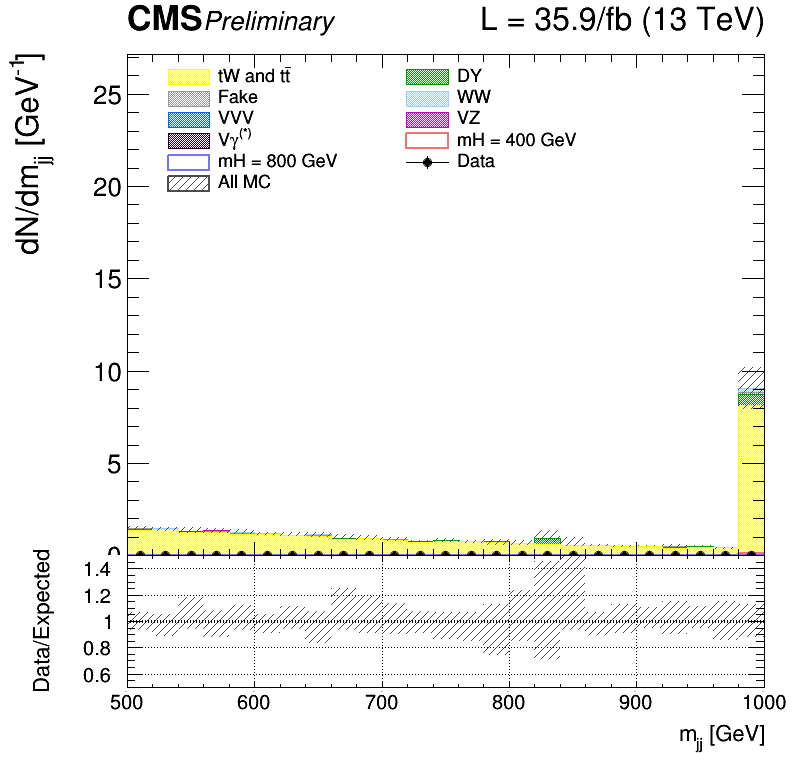 CMS Preliminary L = 35.9/fb (13 TeV)
dN/dm_jj [GeV⁻¹]
25
20
15
10
5
0
tW and tt̄
Fake
VVV
Vγ(*)
mH = 800 GeV
All MC
DY
WW
VZ
mH = 400 GeV
Data
Data/Expected
1.4
1.2
1
0.8
0.6
500 600 700 800 900 1000
m_jj [GeV]